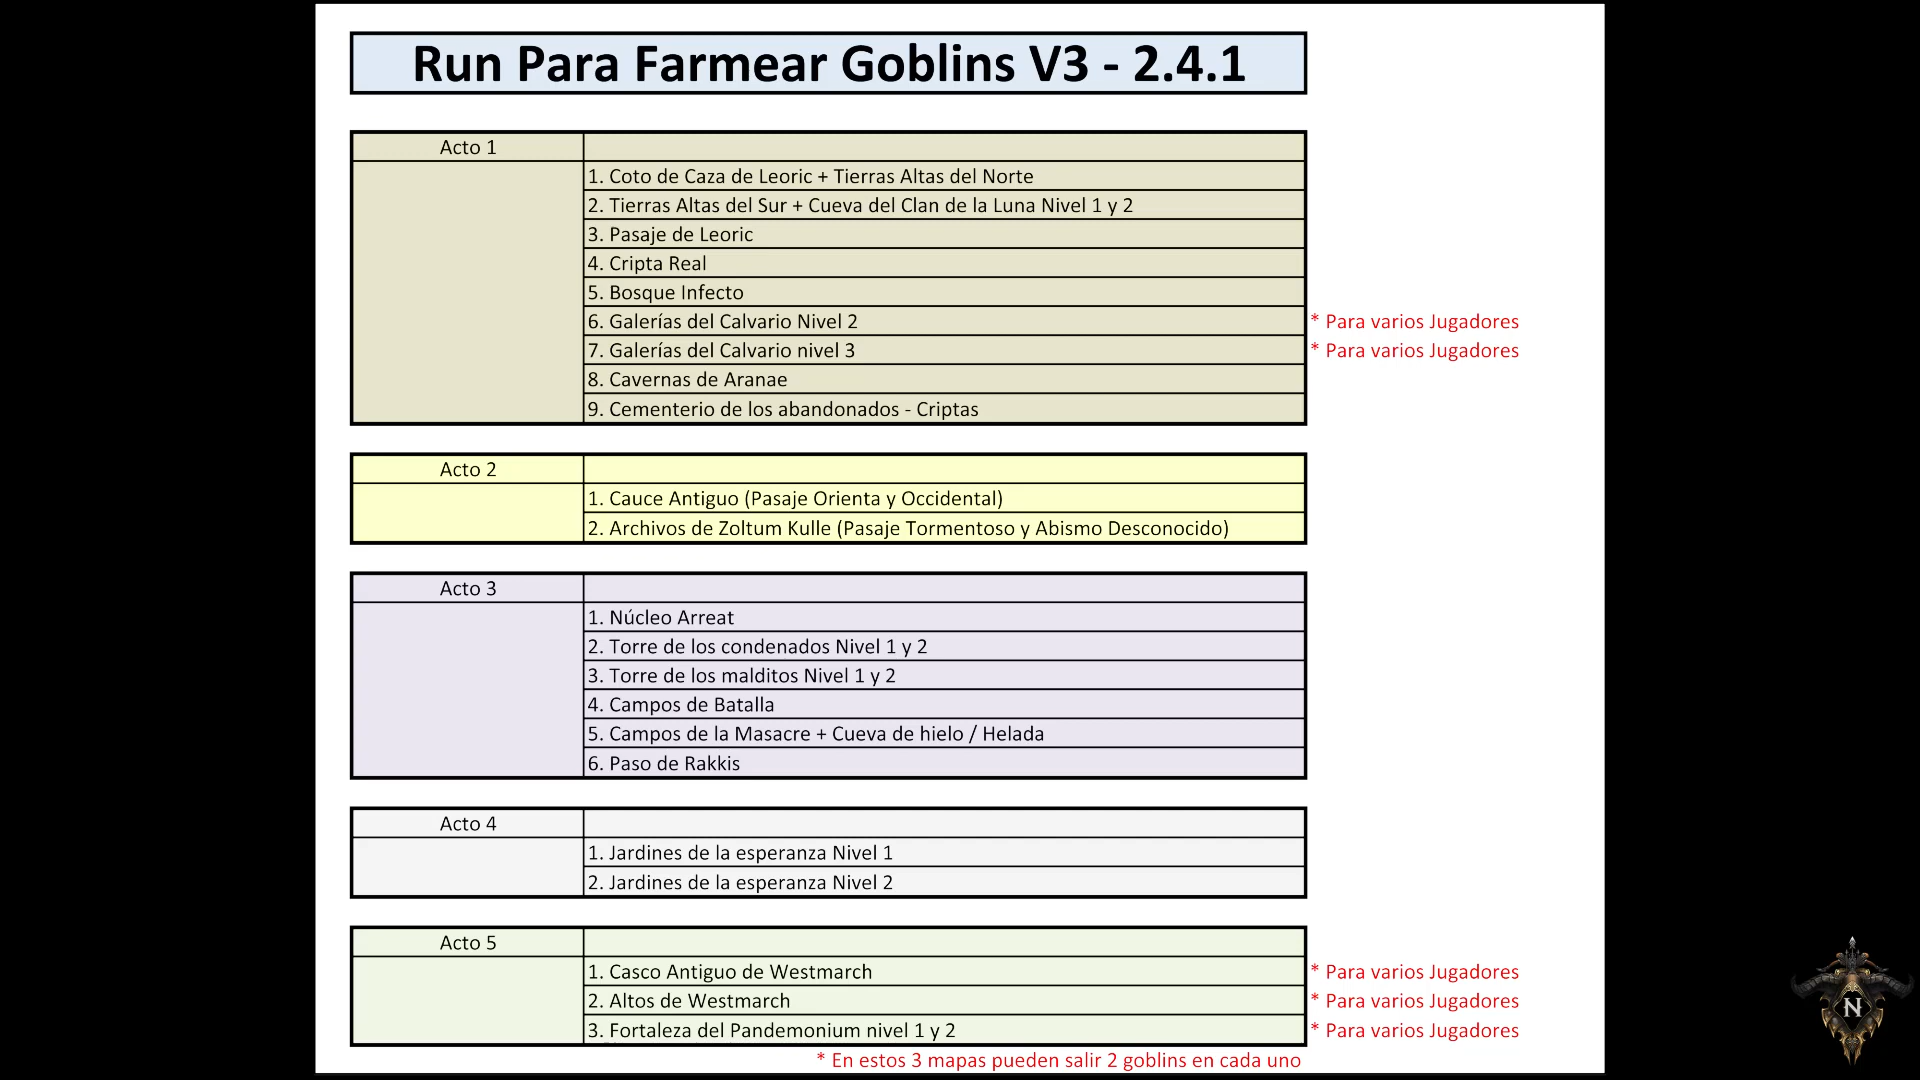 Run Para Farmear Goblins V3 - 2.4.1
Acto 1
1. Coto de Caza de Leoric + Tierras Altas del Norte
2. Tierras Altas del Sur + Cueva del Clan de la Luna Nivel 1 y 2
3. Pasaje de Leoric
4. Cripta Real
5. Bosque Infecto
6. Galerías del Calvario Nivel 2 * Para varios Jugadores
7. Galerías del Calvario nivel 3 * Para varios Jugadores
8. Cavernas de Aranae
9. Cementerio de los abandonados - Criptas
Acto 2
1. Cauce Antiguo (Pasaje Orienta y Occidental)
2. Archivos de Zoltum Kulle (Pasaje Tormentoso y Abismo Desconocido)
Acto 3
1. Núcleo Arreat
2. Torre de los condenados Nivel 1 y 2
3. Torre de los malditos Nivel 1 y 2
4. Campos de Batalla
5. Campos de la Masacre + Cueva de hielo / Helada
6. Paso de Rakkis
Acto 4
1. Jardines de la esperanza Nivel 1
2. Jardines de la esperanza Nivel 2
Acto 5
1. Casco Antiguo de Westmarch * Para varios Jugadores
2. Altos de Westmarch * Para varios Jugadores
3. Fortaleza del Pandemonium nivel 1 y 2 * Para varios Jugadores
* En estos 3 mapas pueden salir 2 goblins en cada uno
N